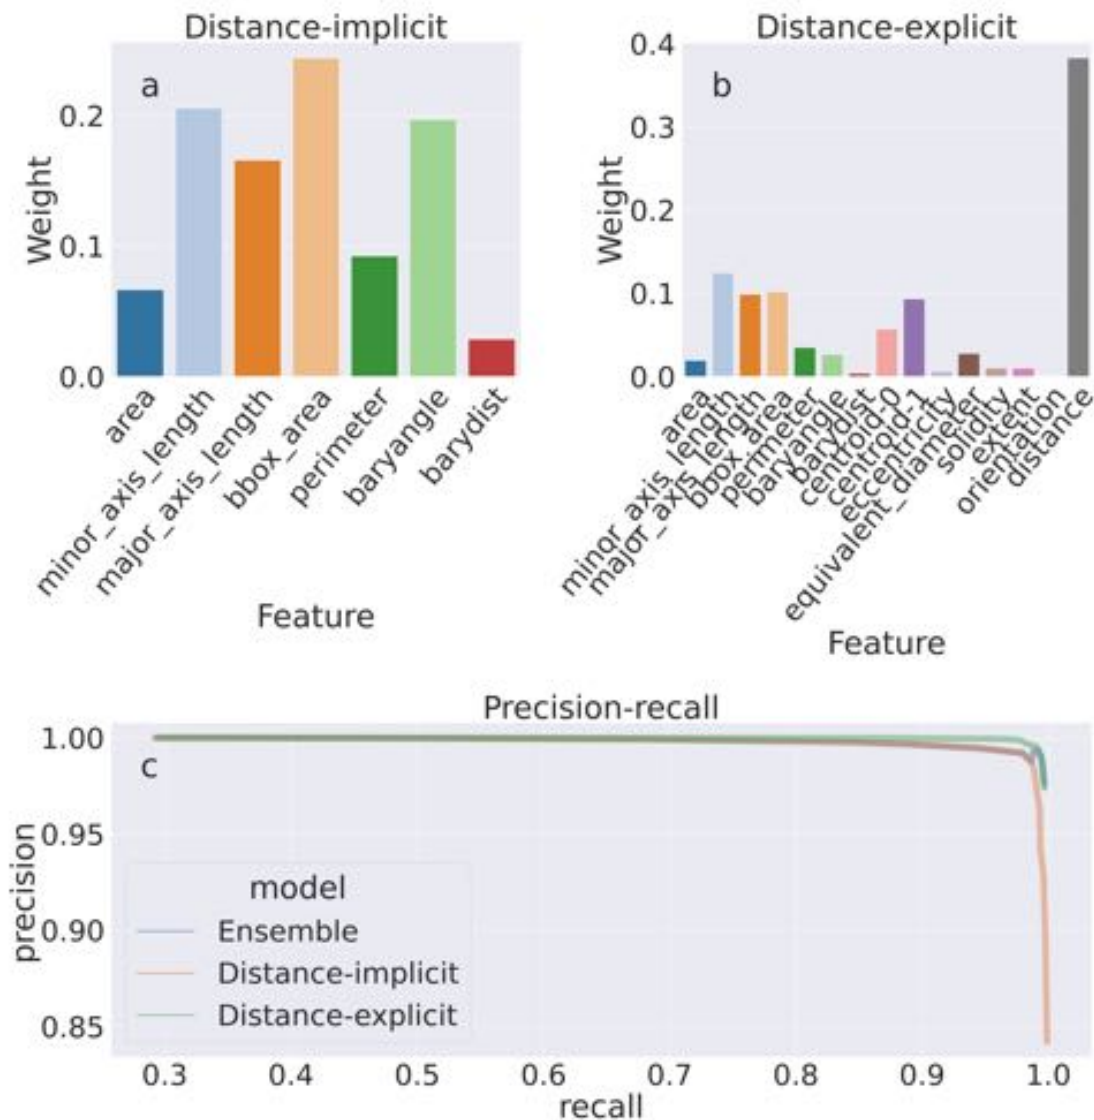 Distance-implicit
a
Weight
0.2
0.1
0.0
area
minor_axis_length
major_axis_length
bbox_area
perimeter
baryangle
barydist
Feature
Distance-explicit
b
Weight
0.4
0.3
0.2
0.1
0.0
area
minor_axis_length
major_axis_length
bbox_area
perimeter
baryangle
barydist
centroid-0
centroid-1
eccentricity
equivalent_diameter
solidity
extent
orientation
distance
Feature
Precision-recall
c
precision
1.00
0.95
0.90
0.85
model
Ensemble
Distance-implicit
Distance-explicit
0.3 0.4 0.5 0.6 0.7 0.8 0.9 1.0
recall